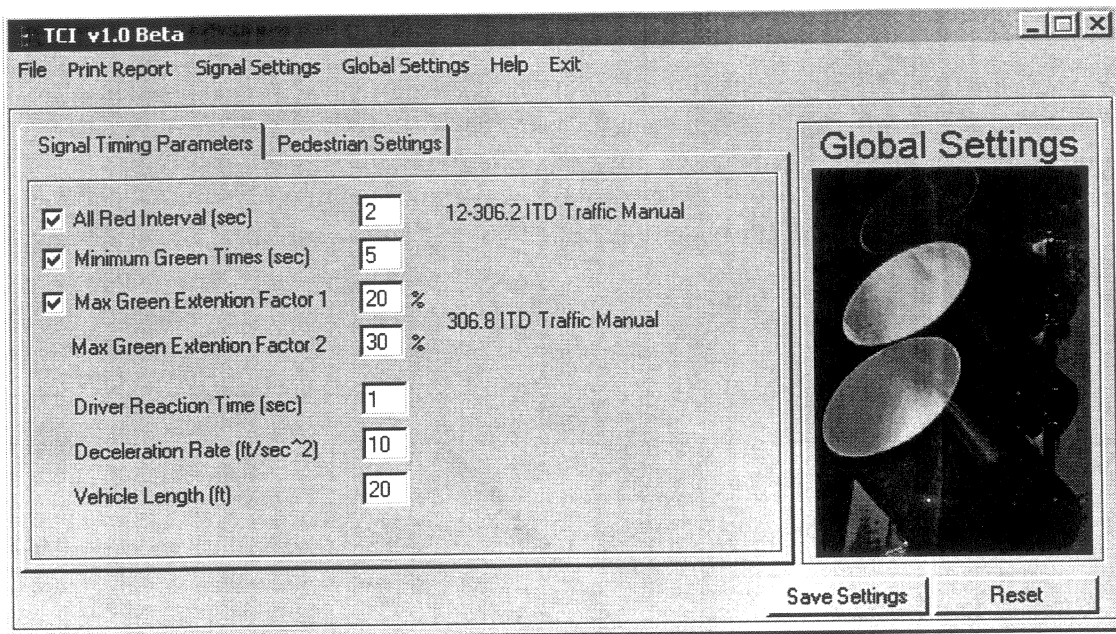 TCI v1.0 Beta
File Print Report Signal Settings Global Settings Help Exit
Signal Timing Parameters Pedestrian Settings
Global Settings
All Red Interval (sec) 2 12-306.2 ITD Traffic Manual
Minimum Green Times (sec) 5
Max Green Extention Factor 1 20 %
306.8 ITD Traffic Manual
Max Green Extention Factor 2 30 %
Driver Reaction Time (sec) 1
Deceleration Rate (ft/sec^2) 10
Vehicle Length (ft) 20
Save Settings Reset